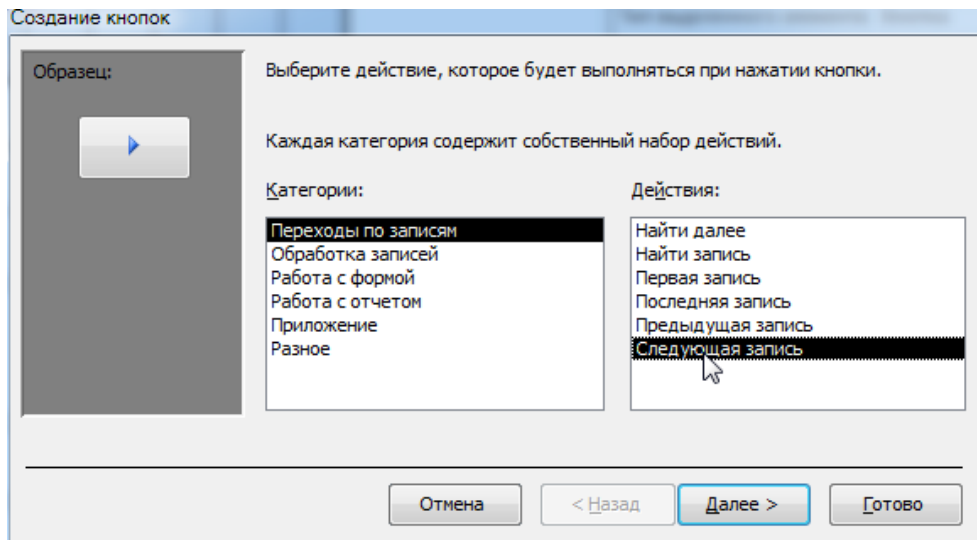 Создание кнопок
Образец:
Выберите действие, которое будет выполняться при нажатии кнопки.
Каждая категория содержит собственный набор действий.
Категории:
Переходы по записям
Обработка записей
Работа с формой
Работа с отчетом
Приложение
Разное
Действия:
Найти далее
Найти запись
Первая запись
Последняя запись
Предыдущая запись
Следующая запись
Отмена
< Назад
Далее >
Готово